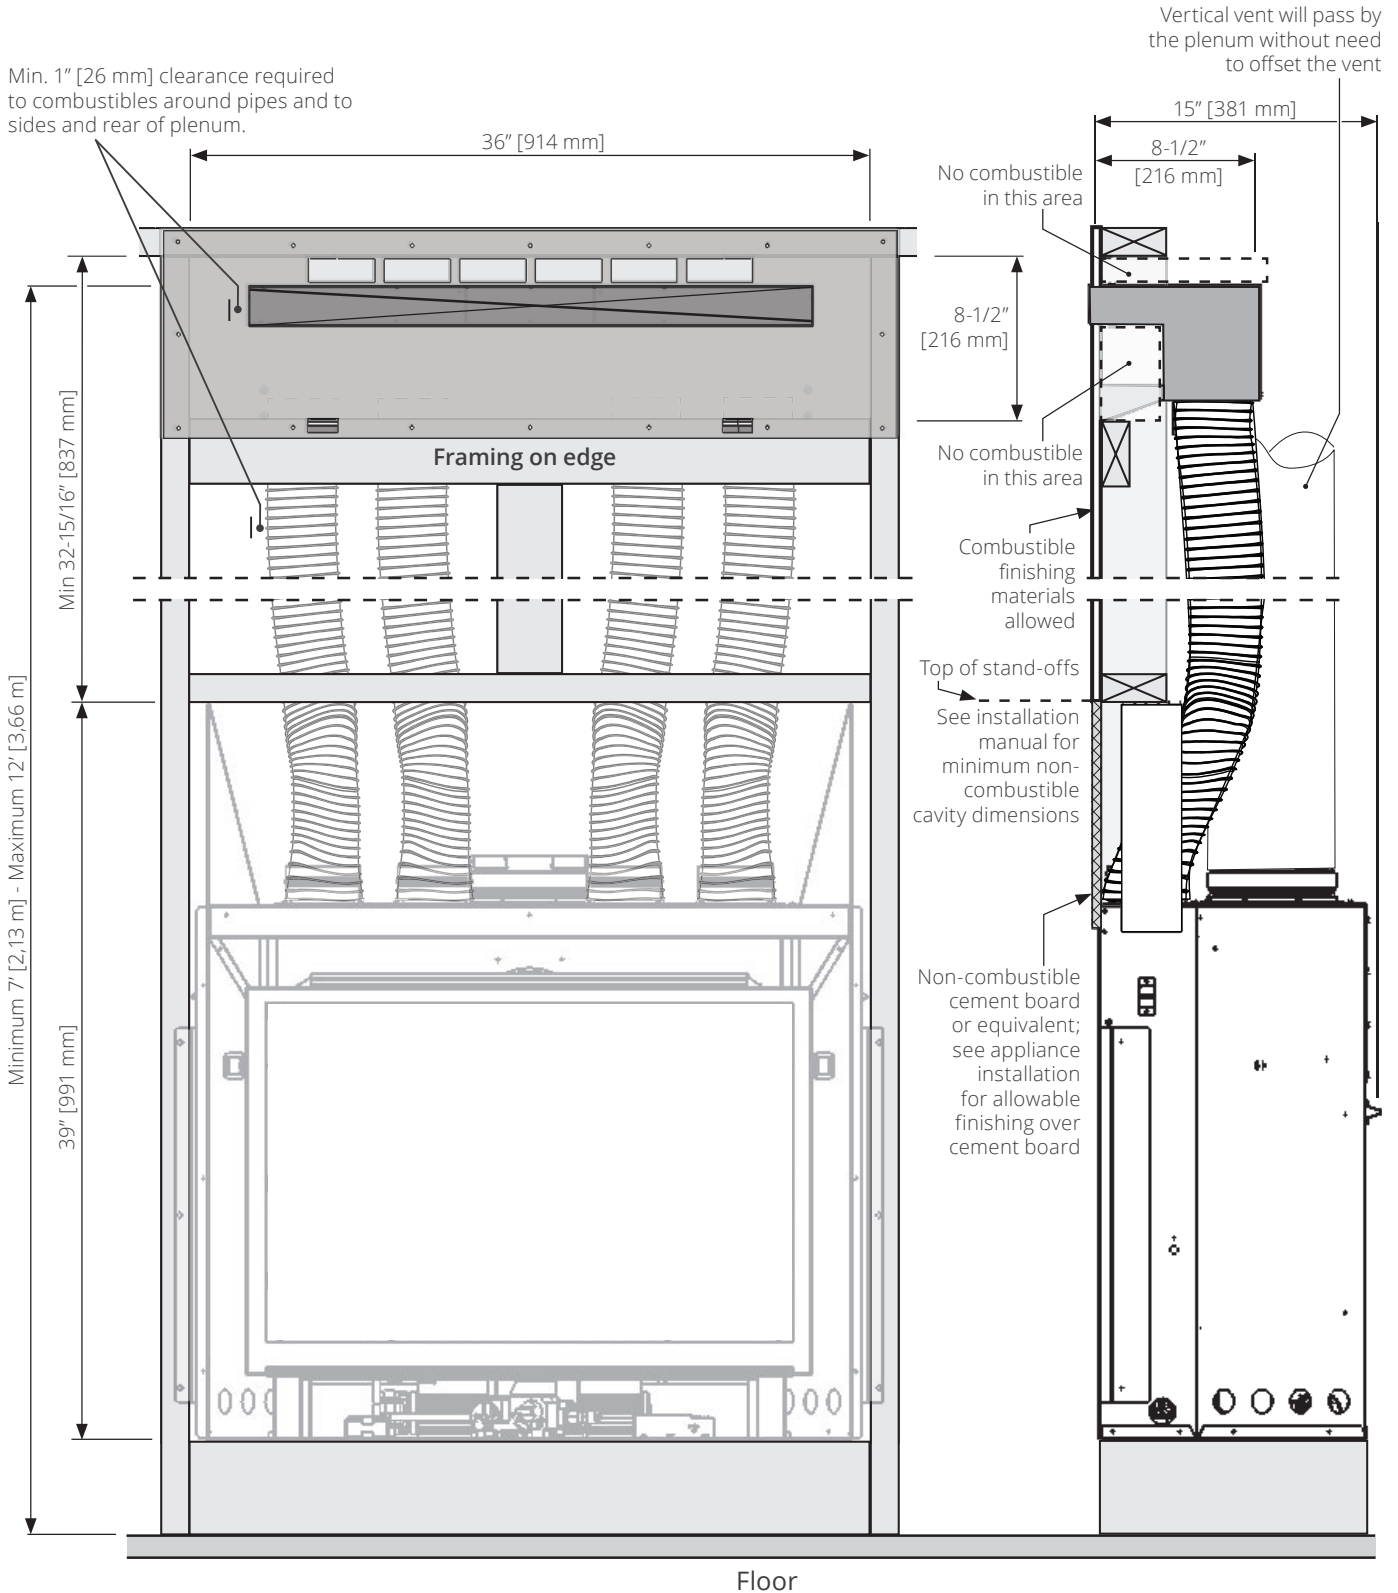 Vertical vent will pass by
the plenum without need
to offset the vent
Min. 1” [26 mm] clearance required
to combustibles around pipes and to
sides and rear of plenum.
36” [914 mm]
15” [381 mm]
8-1/2”
[216 mm]
No combustible
in this area
8-1/2”
[216 mm]
Min 32-15/16” [837 mm]
Framing on edge
No combustible
in this area
Combustible
finishing
materials
allowed
Top of stand-offs
See installation
manual for
minimum non-
combustible
cavity dimensions
Minimum 7’ [2,13 m] - Maximum 12’ [3,66 m]
39” [991 mm]
Non-combustible
cement board
or equivalent;
see appliance
installation
for allowable
finishing over
cement board
Floor